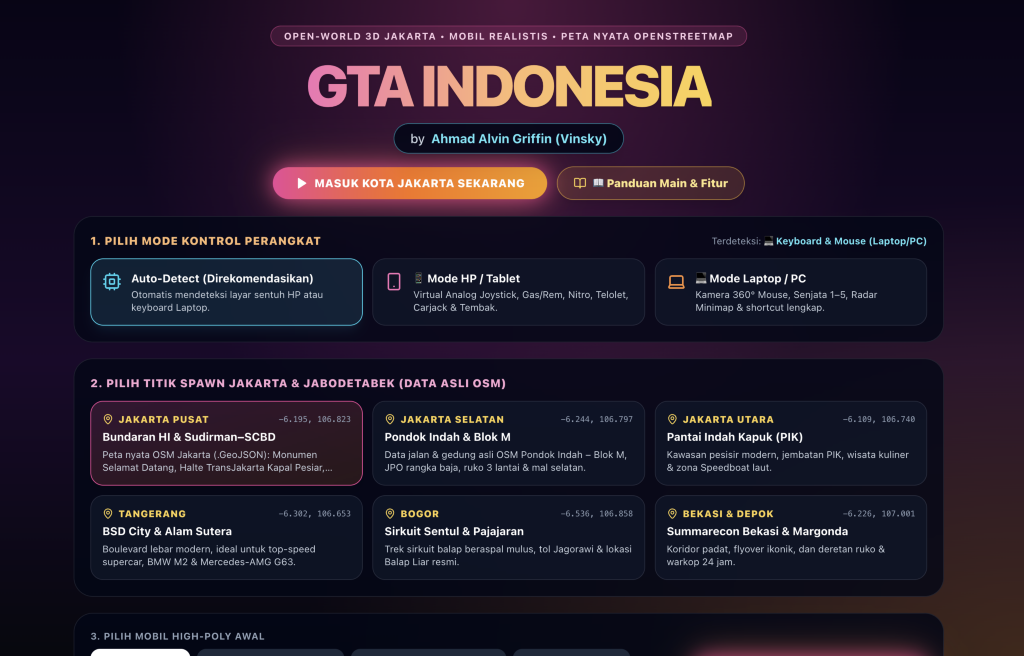 OPEN-WORLD 3D JAKARTA • MOBIL REALISTIS • PETA NYATA OPENSTREETMAP
GTA INDONESIA
by Ahmad Alvin Griffin (Vinsky)
MASUK KOTA JAKARTA SEKARANG
Panduan Main & Fitur
1. PILIH MODE KONTROL PERANGKAT
Terdeteksi: Keyboard & Mouse (Laptop/PC)
Auto-Detect (Direkomendasikan)
Otomatis mendeteksi layar sentuh HP atau
keyboard Laptop.
Mode HP / Tablet
Virtual Analog Joystick, Gas/Rem, Nitro, Telolet,
Carjack & Tembak.
Mode Laptop / PC
Kamera 360° Mouse, Senjata 1–5, Radar
Minimap & shortcut lengkap.
2. PILIH TITIK SPAWN JAKARTA & JABODETABEK (DATA ASLI OSM)
JAKARTA PUSAT
-6.195, 106.823
Bundaran HI & Sudirman–SCBD
Peta nyata OSM Jakarta (.GeoJSON): Monumen
Selamat Datang, Halte TransJakarta Kapal Pesiar,...
JAKARTA SELATAN
-6.244, 106.797
Pondok Indah & Blok M
Data jalan & gedung asli OSM Pondok Indah – Blok M,
JPO rangka baja, ruko 3 lantai & mal selatan.
JAKARTA UTARA
-6.109, 106.740
Pantai Indah Kapuk (PIK)
Kawasan pesisir modern, jembatan PIK, wisata kuliner
& zona Speedboat laut.
TANGERANG
-6.302, 106.653
BSD City & Alam Sutera
Boulevard lebar modern, ideal untuk top-speed
supercar, BMW M2 & Mercedes-AMG G63.
BOGOR
-6.536, 106.858
Sirkuit Sentul & Pajajaran
Trek sirkuit balap beraspal mulus, tol Jagorawi & lokasi
Balap Liar resmi.
BEKASI & DEPOK
-6.226, 107.001
Summarecon Bekasi & Margonda
Koridor padat, flyover ikonik, dan deretan ruko &
warkop 24 jam.
3. PILIH MOBIL HIGH-POLY AWAL